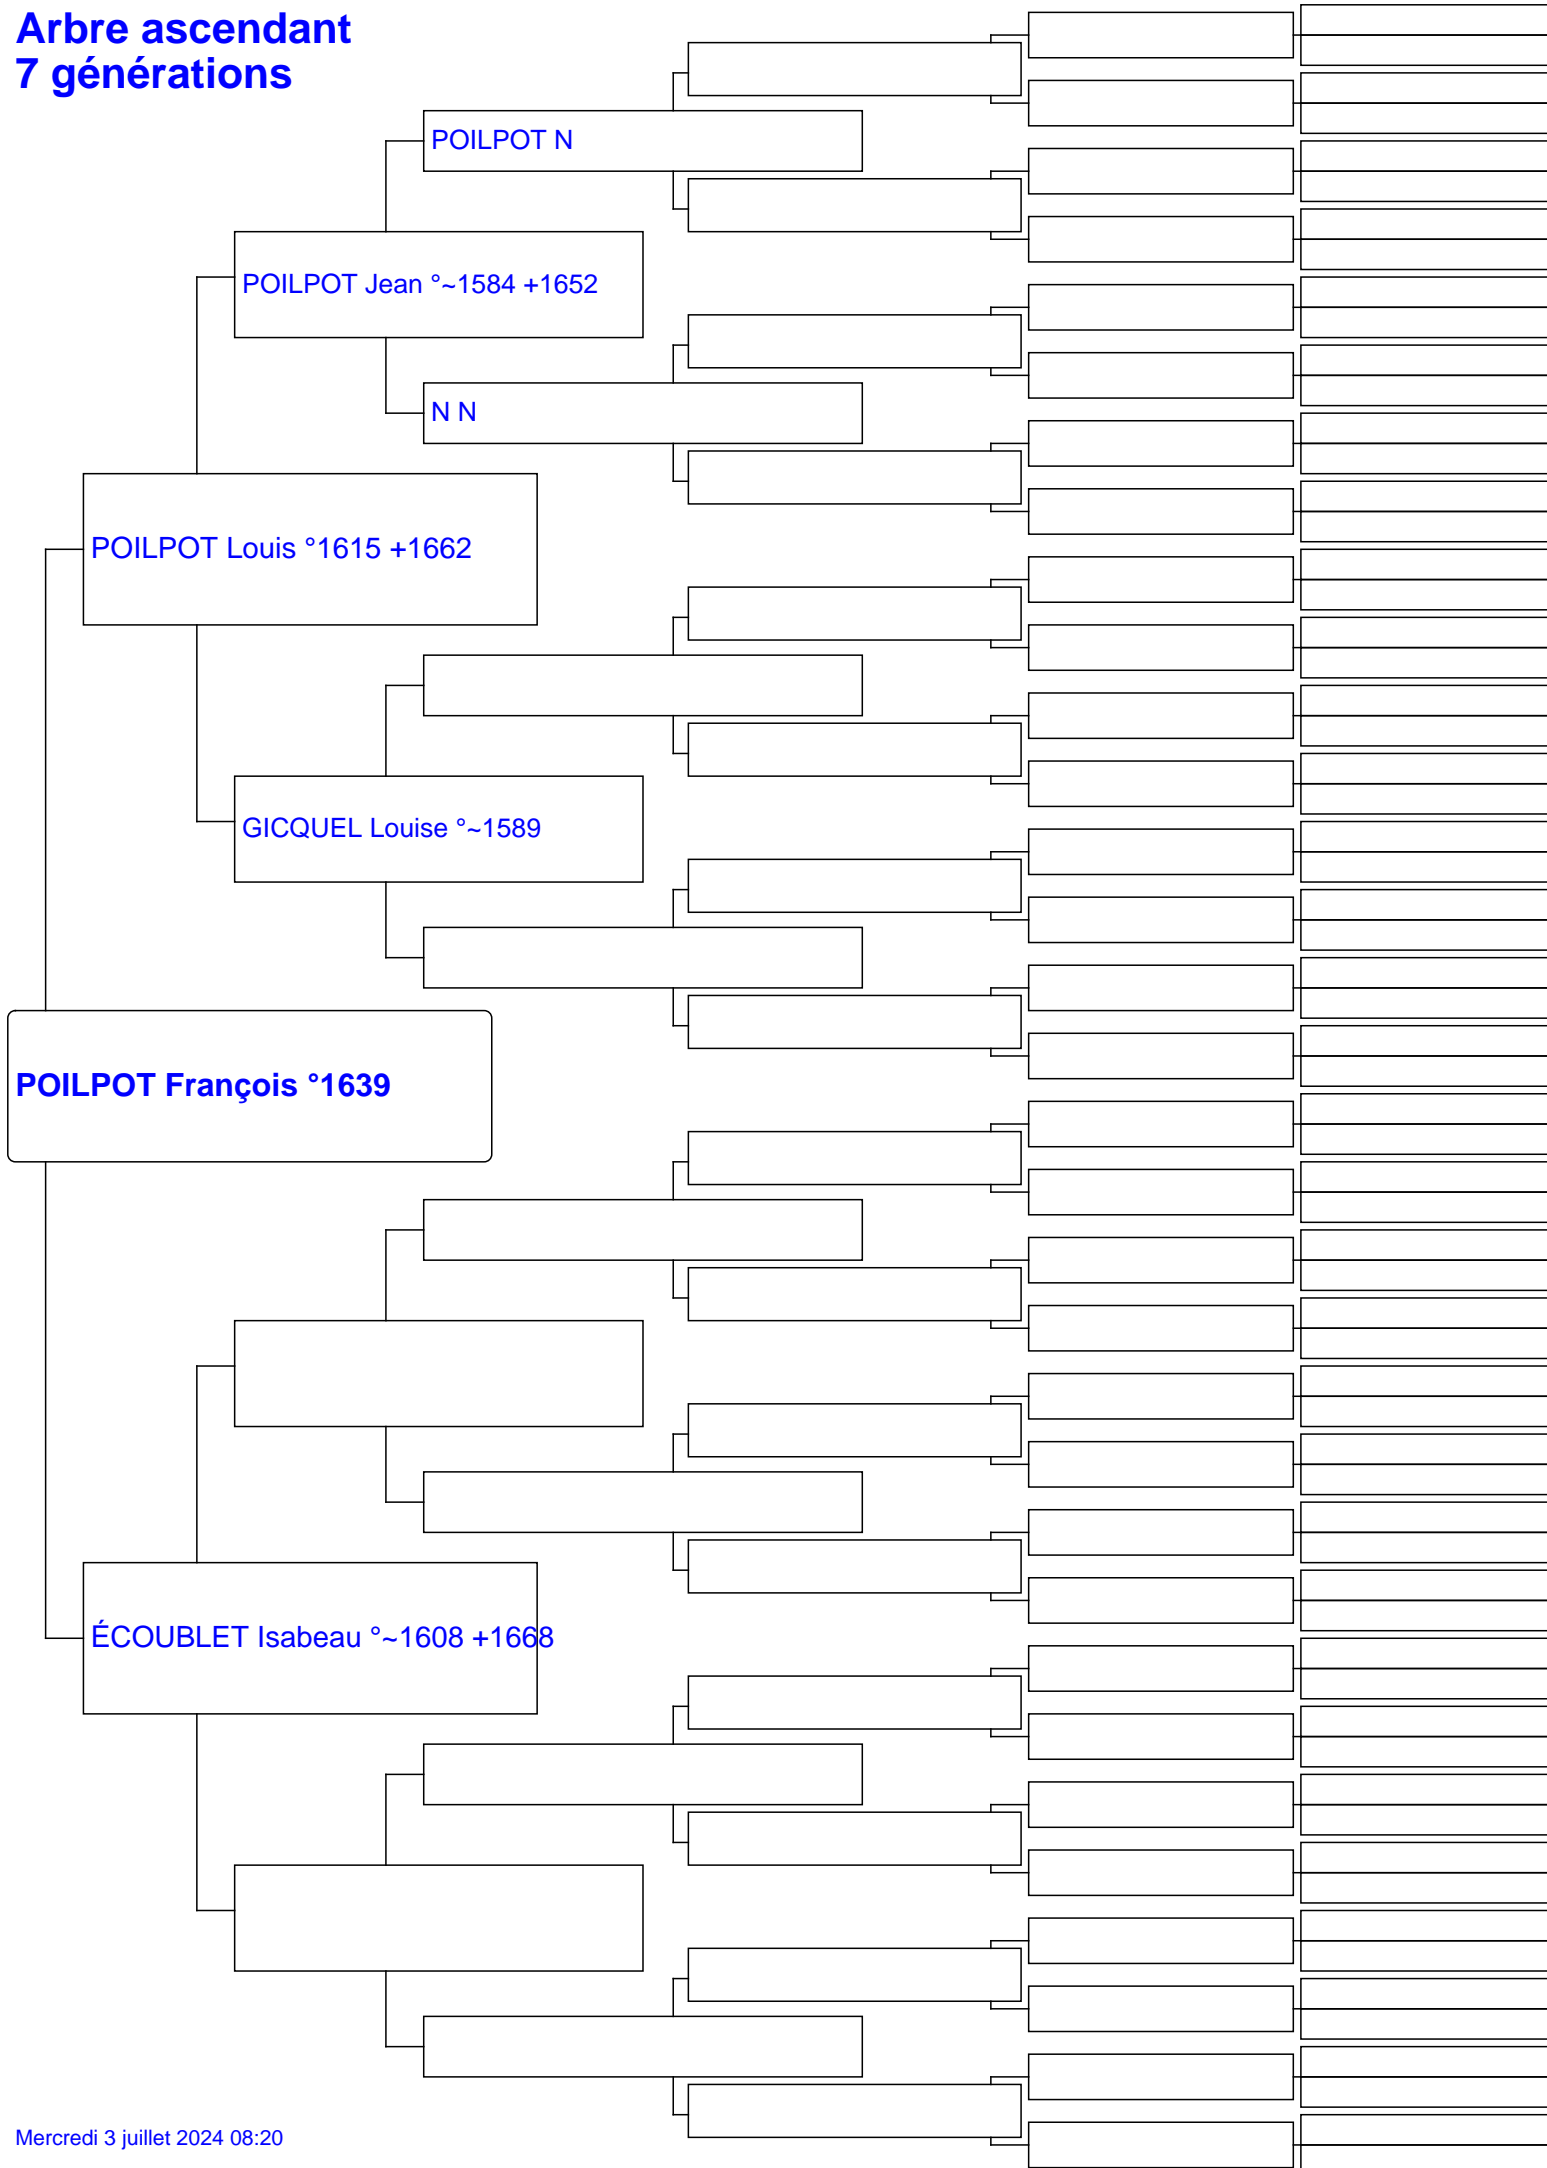 Arbre ascendant
7 générations
POILPOT N
POILPOT Jean °~1584 +1652
N N
POILPOT Louis °1615 +1662
GICQUEL Louise °~1589
POILPOT François °1639
ÉCOUBLET Isabeau °~1608 +1668
Mercredi 3 juillet 2024 08:20